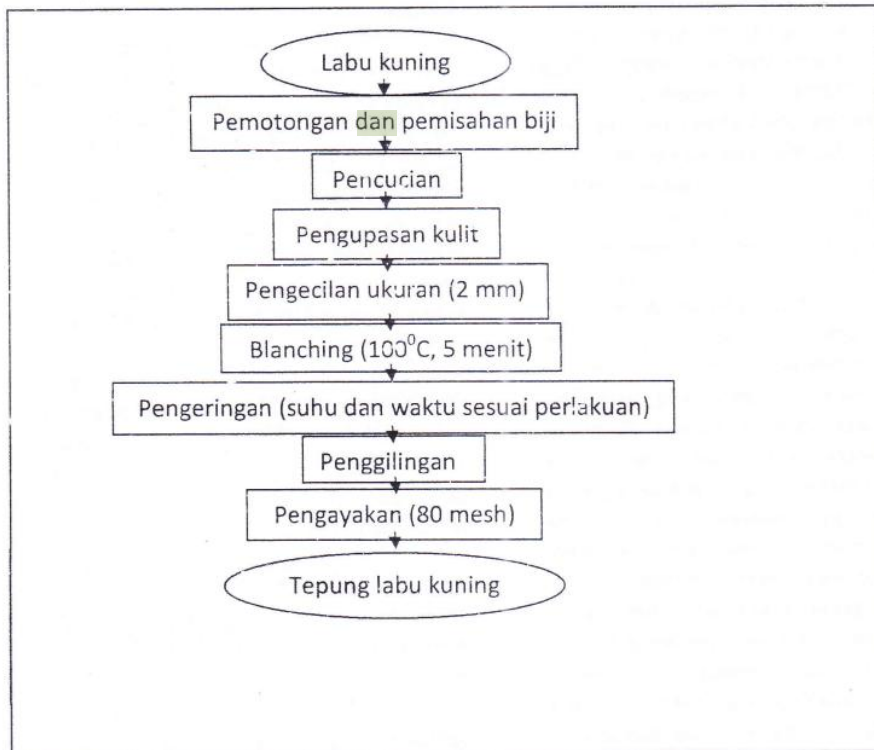 Labu kuning
Pemotongan dan pemisahan biji
Pencucian
Pengupasan kulit
Pengecilan ukuran (2 mm)
Blanching (100⁰C, 5 menit)
Pengeringan (suhu dan waktu sesuai perlakuan)
Penggilingan
Pengayakan (80 mesh)
Tepung labu kuning